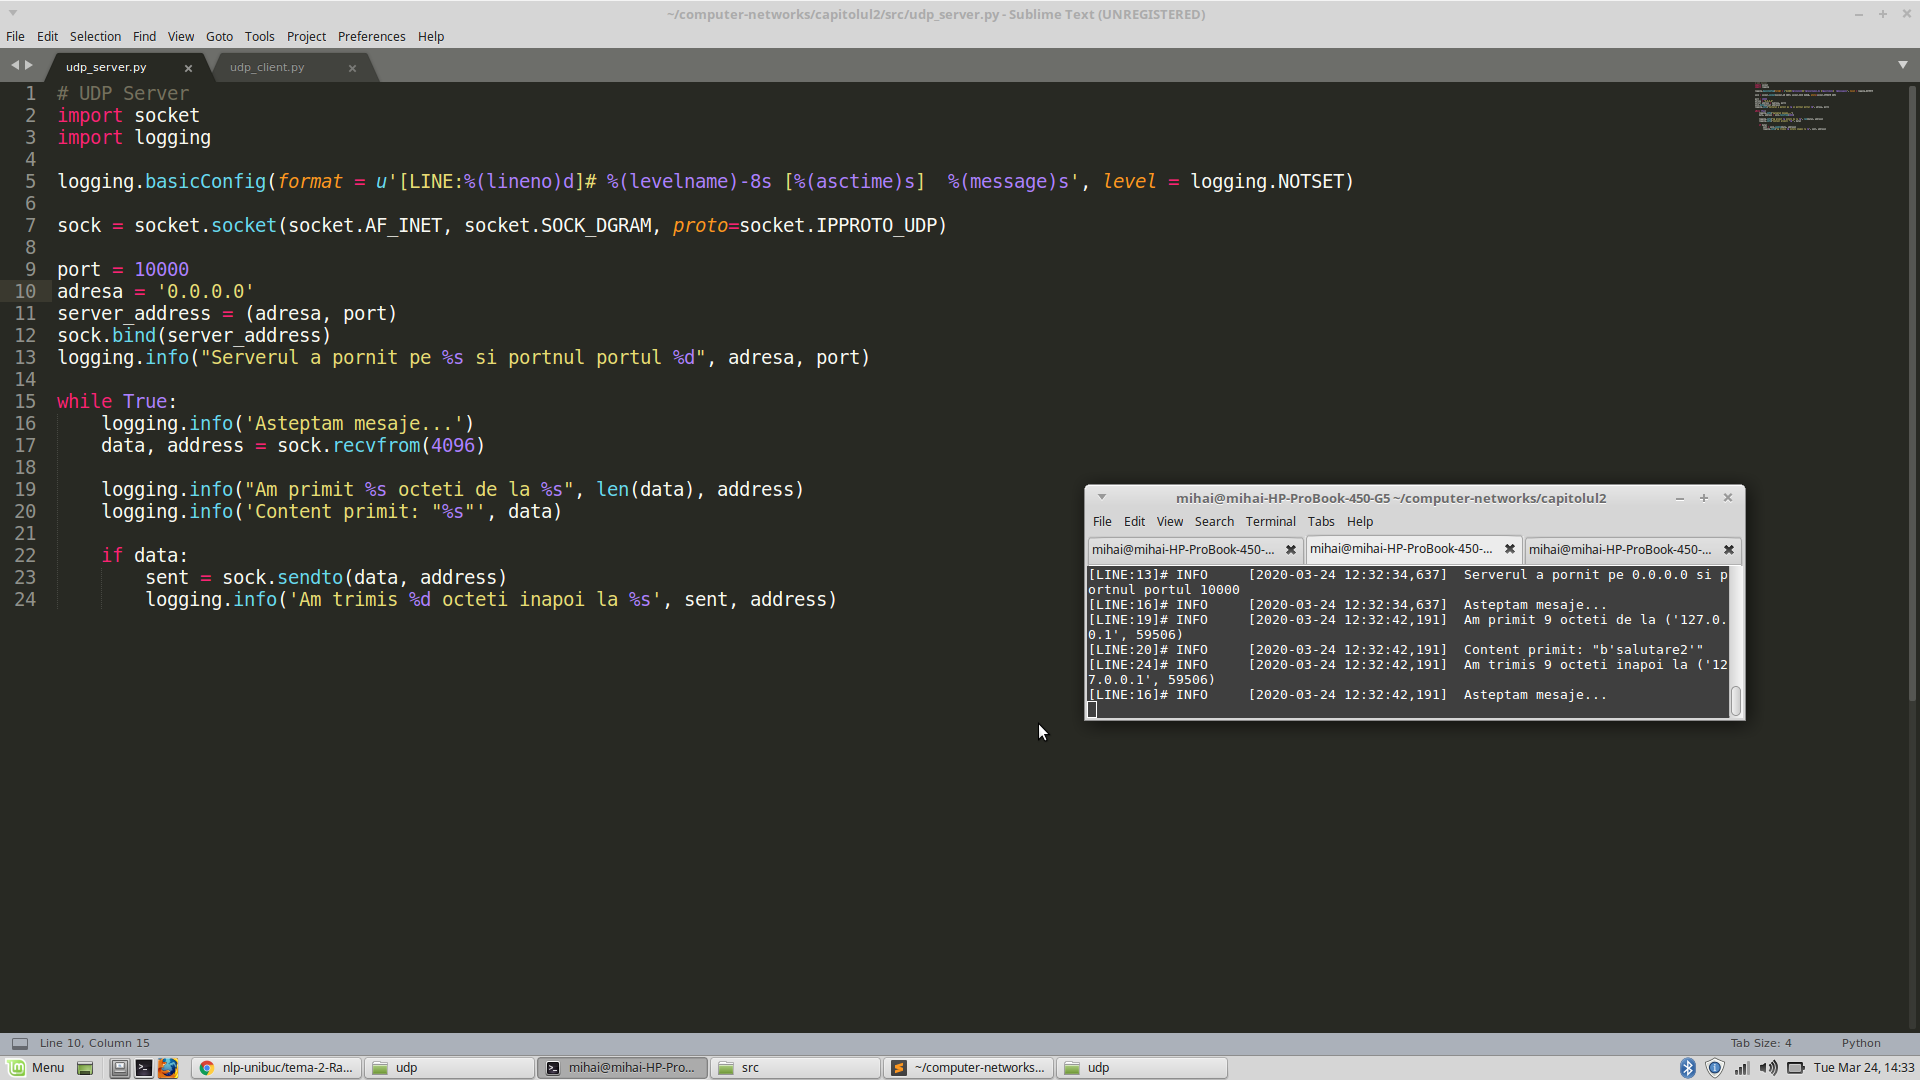 ~/computer-networks/capitolul2/src/udp_server.py - Sublime Text (UNREGISTERED)
File Edit Selection Find View Goto Tools Project Preferences Help
udp_server.py udp_client.py
1 # UDP Server
2 import socket
3 import logging
4
5 logging.basicConfig(format = u'[LINE:%(lineno)d]# %(levelname)-8s [%(asctime)s]  %(message)s', level = logging.NOTSET)
6
7 sock = socket.socket(socket.AF_INET, socket.SOCK_DGRAM, proto=socket.IPPROTO_UDP)
8
9 port = 10000
10 adresa = '0.0.0.0'
11 server_address = (adresa, port)
12 sock.bind(server_address)
13 logging.info("Serverul a pornit pe %s si portnul portul %d", adresa, port)
14
15 while True:
16     logging.info('Asteptam mesaje...')
17     data, address = sock.recvfrom(4096)
18
19     logging.info("Am primit %s octeti de la %s", len(data), address)
20     logging.info('Content primit: "%s"', data)
21
22     if data:
23         sent = sock.sendto(data, address)
24         logging.info('Am trimis %d octeti inapoi la %s', sent, address)
mihai@mihai-HP-ProBook-450-G5 ~/computer-networks/capitolul2
File Edit View Search Terminal Tabs Help
mihai@mihai-HP-ProBook-450-... mihai@mihai-HP-ProBook-450-... mihai@mihai-HP-ProBook-450-...
[LINE:13]# INFO     [2020-03-24 12:32:34,637]  Serverul a pornit pe 0.0.0.0 si p
ortnul portul 10000
[LINE:16]# INFO     [2020-03-24 12:32:34,637]  Asteptam mesaje...
[LINE:19]# INFO     [2020-03-24 12:32:42,191]  Am primit 9 octeti de la ('127.0.
0.1', 59506)
[LINE:20]# INFO     [2020-03-24 12:32:42,191]  Content primit: "b'salutare2'"
[LINE:24]# INFO     [2020-03-24 12:32:42,191]  Am trimis 9 octeti inapoi la ('12
7.0.0.1', 59506)
[LINE:16]# INFO     [2020-03-24 12:32:42,191]  Asteptam mesaje...
Line 10, Column 15 Tab Size: 4 Python
Menu nlp-unibuc/tema-2-Ra... udp mihai@mihai-HP-Pro... src ~/computer-networks... udp Tue Mar 24, 14:33